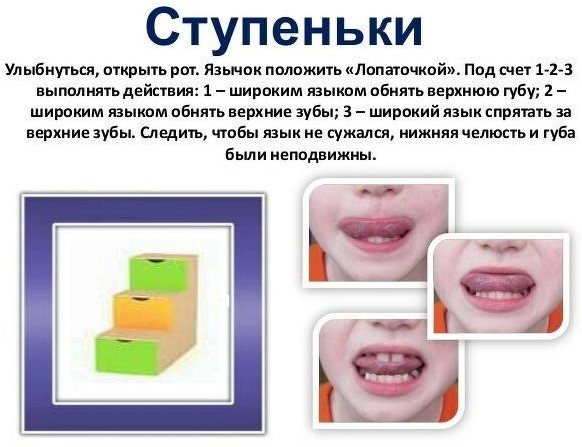 Ступеньки
Улыбнуться, открыть рот. Язычок положить «Лопаточкой». Под счет 1-2-3
выполнять действия: 1 – широким языком обнять верхнюю губу; 2 –
широким языком обнять верхние зубы; 3 – широкий язык спрятать за
верхние зубы. Следить, чтобы язык не сужался, нижняя челюсть и губа
были неподвижны.